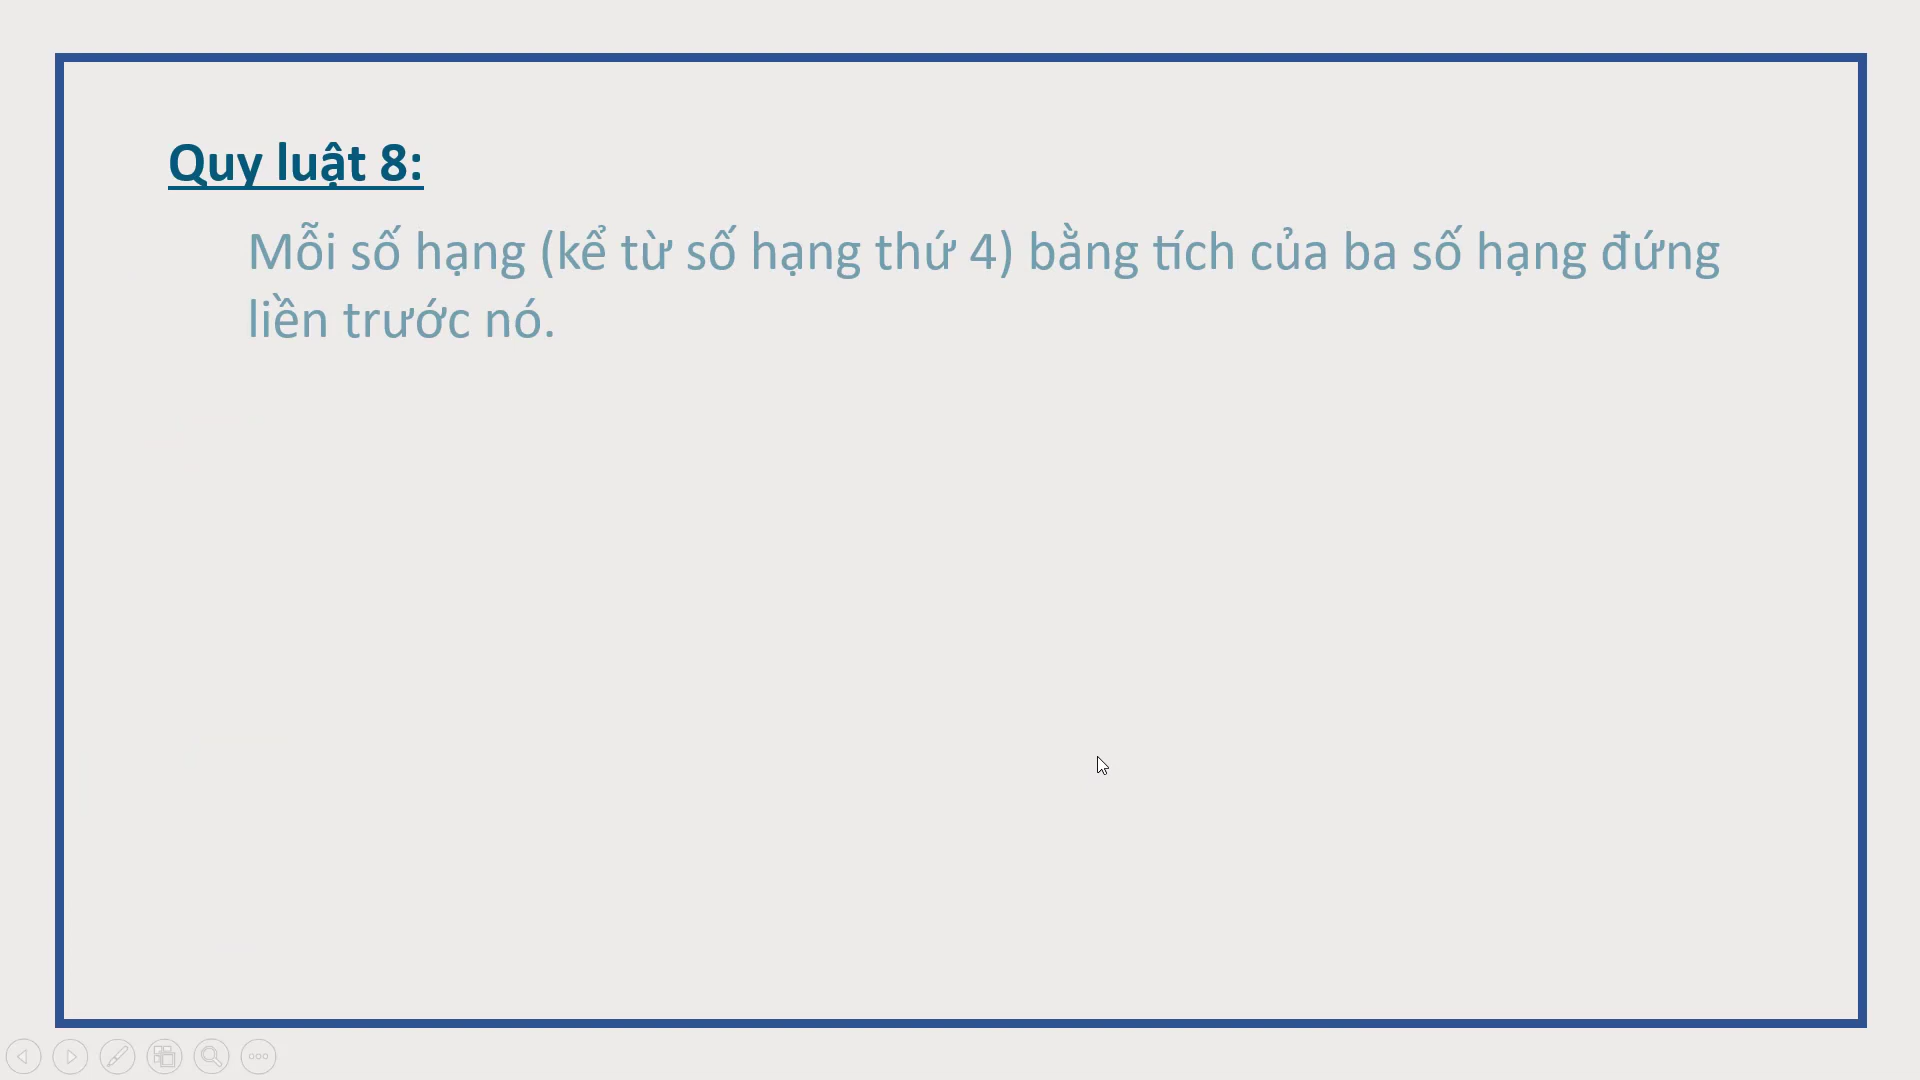 Quy luật 8:
Mỗi số hạng (kể từ số hạng thứ 4) bằng tích của ba số hạng đứng
liền trước nó.